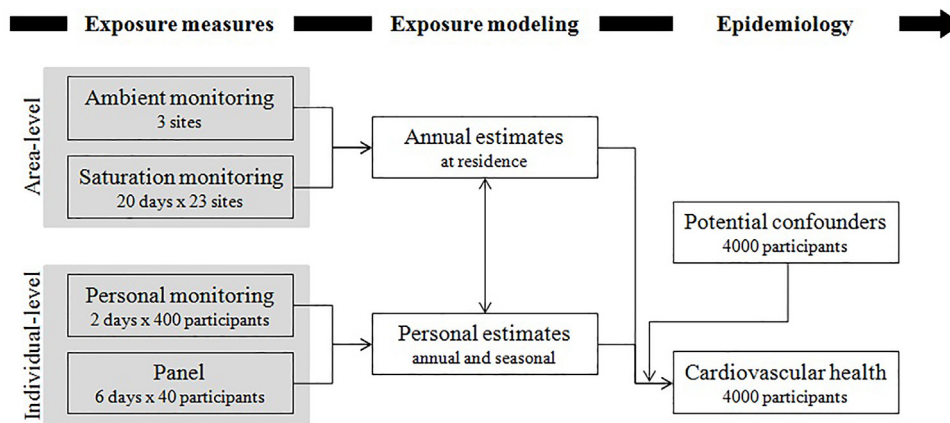 Exposure measures
Exposure modeling
Epidemiology
Area-level
Ambient monitoring
3 sites
Saturation monitoring
20 days x 23 sites
Annual estimates
at residence
Potential confounders
4000 participants
Individual-level
Personal monitoring
2 days x 400 participants
Panel
6 days x 40 participants
Personal estimates
annual and seasonal
Cardiovascular health
4000 participants